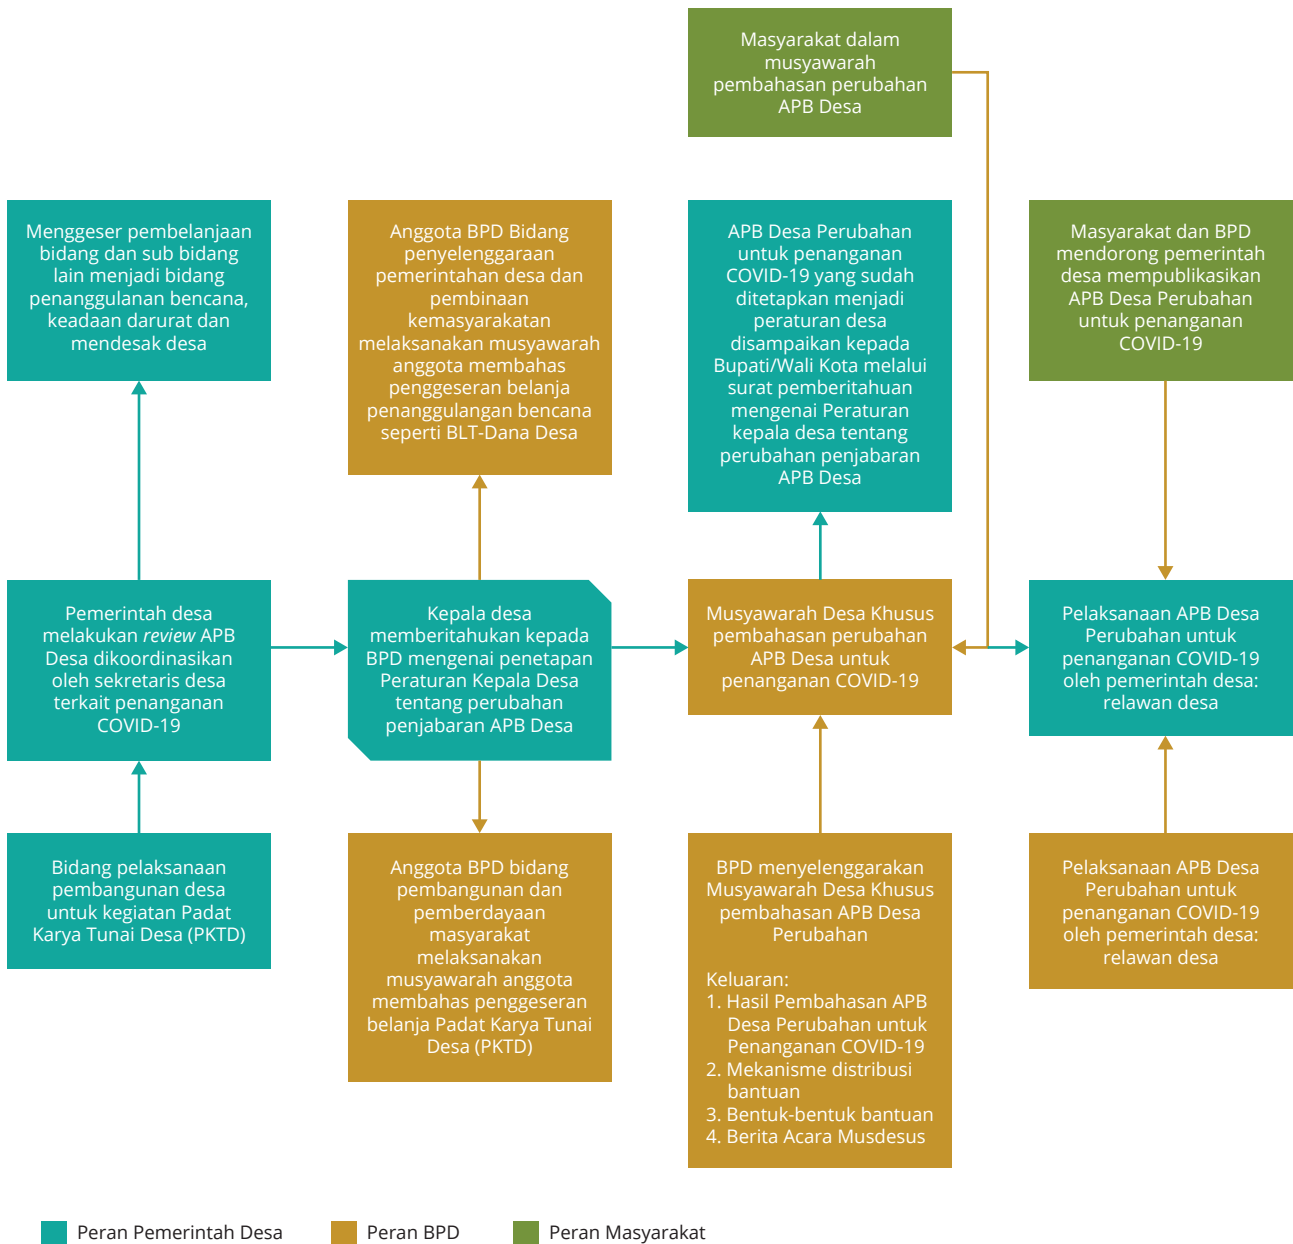 Masyarakat dalam
musyawarah
pembahasan perubahan
APB Desa
Menggeser pembelanjaan
bidang dan sub bidang
lain menjadi bidang
penanggulanan bencana,
keadaan darurat dan
mendesak desa
Anggota BPD Bidang
penyelenggaraan
pemerintahan desa dan
pembinaan
kemasyarakatan
melaksanakan musyawarah
anggota membahas
penggeseran belanja
penanggulangan bencana
seperti BLT-Dana Desa
APB Desa Perubahan
untuk penanganan
COVID-19 yang sudah
ditetapkan menjadi
peraturan desa
disampaikan kepada
Bupati/Wali Kota melalui
surat pemberitahuan
mengenai Peraturan
kepala desa tentang
perubahan penjabaran
APB Desa
Masyarakat dan BPD
mendorong pemerintah
desa mempublikasikan
APB Desa Perubahan
untuk penanganan
COVID-19
Pemerintah desa
melakukan review APB
Desa dikoordinasikan
oleh sekretaris desa
terkait penanganan
COVID-19
Kepala desa
memberitahukan kepada
BPD mengenai penetapan
Peraturan Kepala Desa
tentang perubahan
penjabaran APB Desa
Musyawarah Desa Khusus
pembahasan perubahan
APB Desa untuk
penanganan COVID-19
Pelaksanaan APB Desa
Perubahan untuk
penanganan COVID-19
oleh pemerintah desa:
relawan desa
Bidang pelaksanaan
pembangunan desa
untuk kegiatan Padat
Karya Tunai Desa (PKTD)
Anggota BPD bidang
pembangunan dan
pemberdayaan
masyarakat
melaksanakan
musyawarah anggota
membahas penggeseran
belanja Padat Karya Tunai
Desa (PKTD)
BPD menyelenggarakan
Musyawarah Desa Khusus
pembahasan APB Desa
Perubahan
Keluaran:
1. Hasil Pembahasan APB
Desa Perubahan untuk
Penanganan COVID-19
2. Mekanisme distribusi
bantuan
3. Bentuk-bentuk bantuan
4. Berita Acara Musdesus
Pelaksanaan APB Desa
Perubahan untuk
penanganan COVID-19
oleh pemerintah desa:
relawan desa
Peran Pemerintah Desa
Peran BPD
Peran Masyarakat